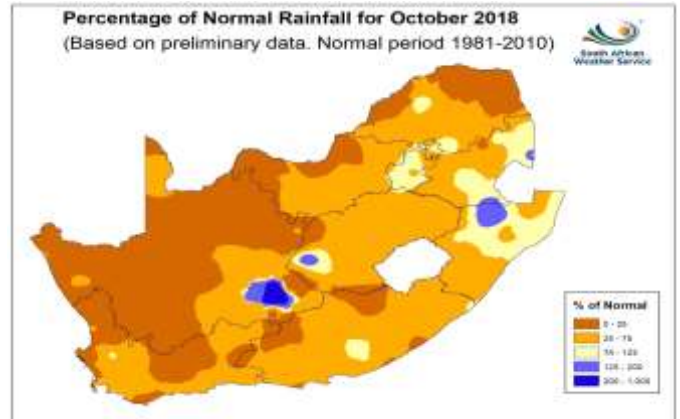 Percentage of Normal Rainfall for October 2018
(Based on preliminary data. Normal period 1981-2010)
South African
Weather Service
% of Normal
0 - 25
25 - 75
75 - 125
125 - 200
200 - 1,000